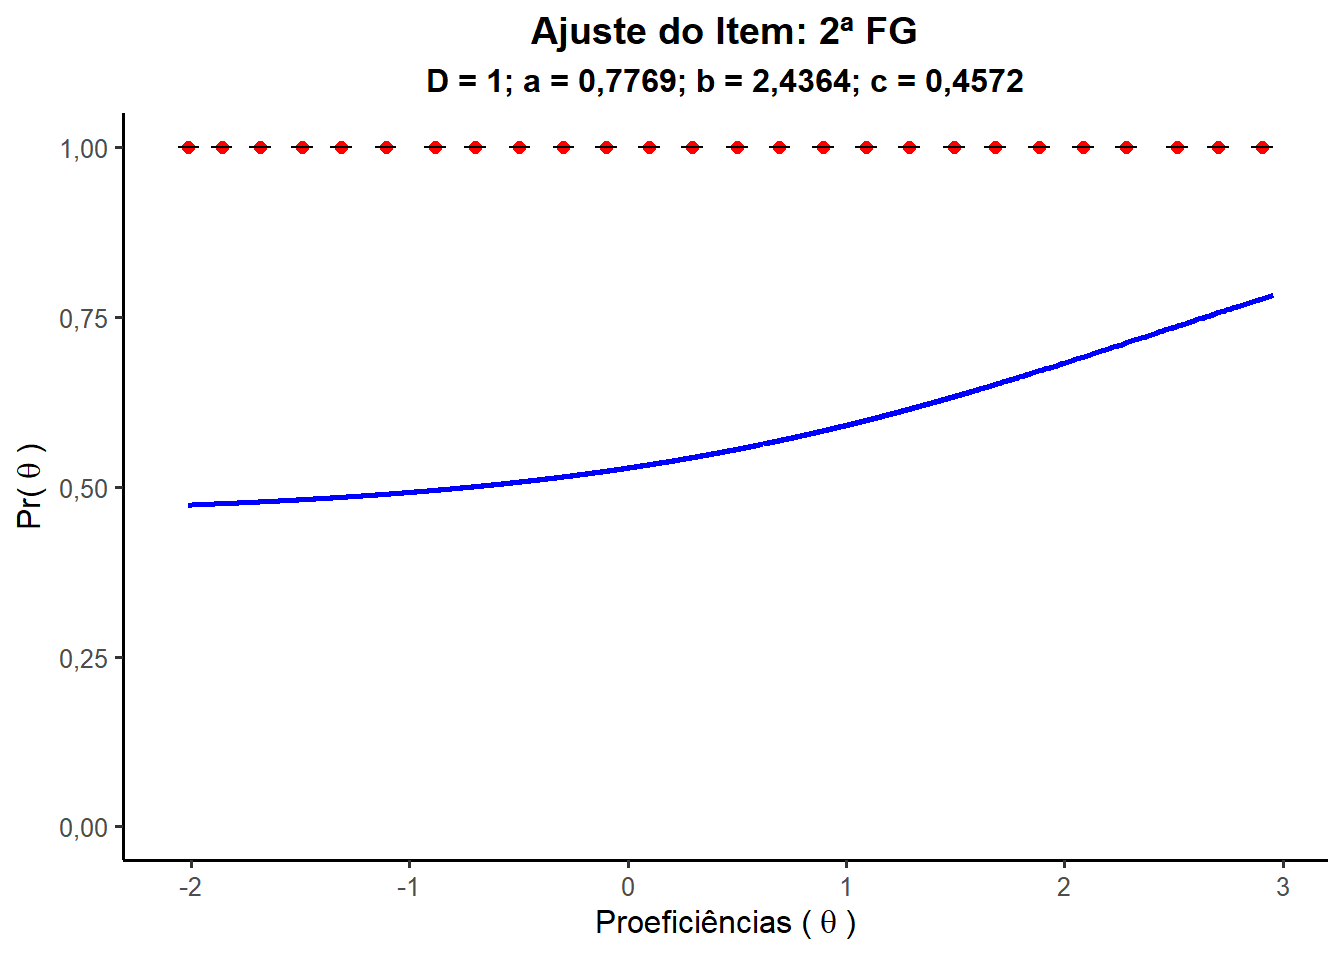 Ajuste do Item: 2ª FG
D = 1; a = 0,7769; b = 2,4364; c = 0,4572
1,00
0,75
0,50
0,25
0,00
Pr( θ )
-2 -1 0 1 2 3
Proeficiências ( θ )